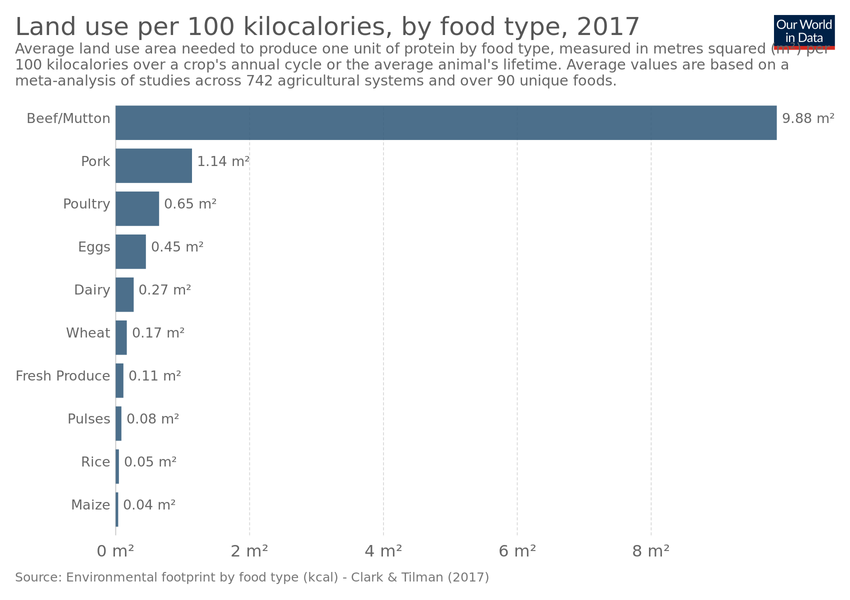 Land use per 100 kilocalories, by food type, 2017
Our World
in Data
Average land use area needed to produce one unit of protein by food type, measured in metres squared (m²) per
100 kilocalories over a crop's annual cycle or the average animal's lifetime. Average values are based on a
meta-analysis of studies across 742 agricultural systems and over 90 unique foods.
Beef/Mutton 9.88 m²
Pork 1.14 m²
Poultry 0.65 m²
Eggs 0.45 m²
Dairy 0.27 m²
Wheat 0.17 m²
Fresh Produce 0.11 m²
Pulses 0.08 m²
Rice 0.05 m²
Maize 0.04 m²
0 m² 2 m² 4 m² 6 m² 8 m²
Source: Environmental footprint by food type (kcal) - Clark & Tilman (2017)